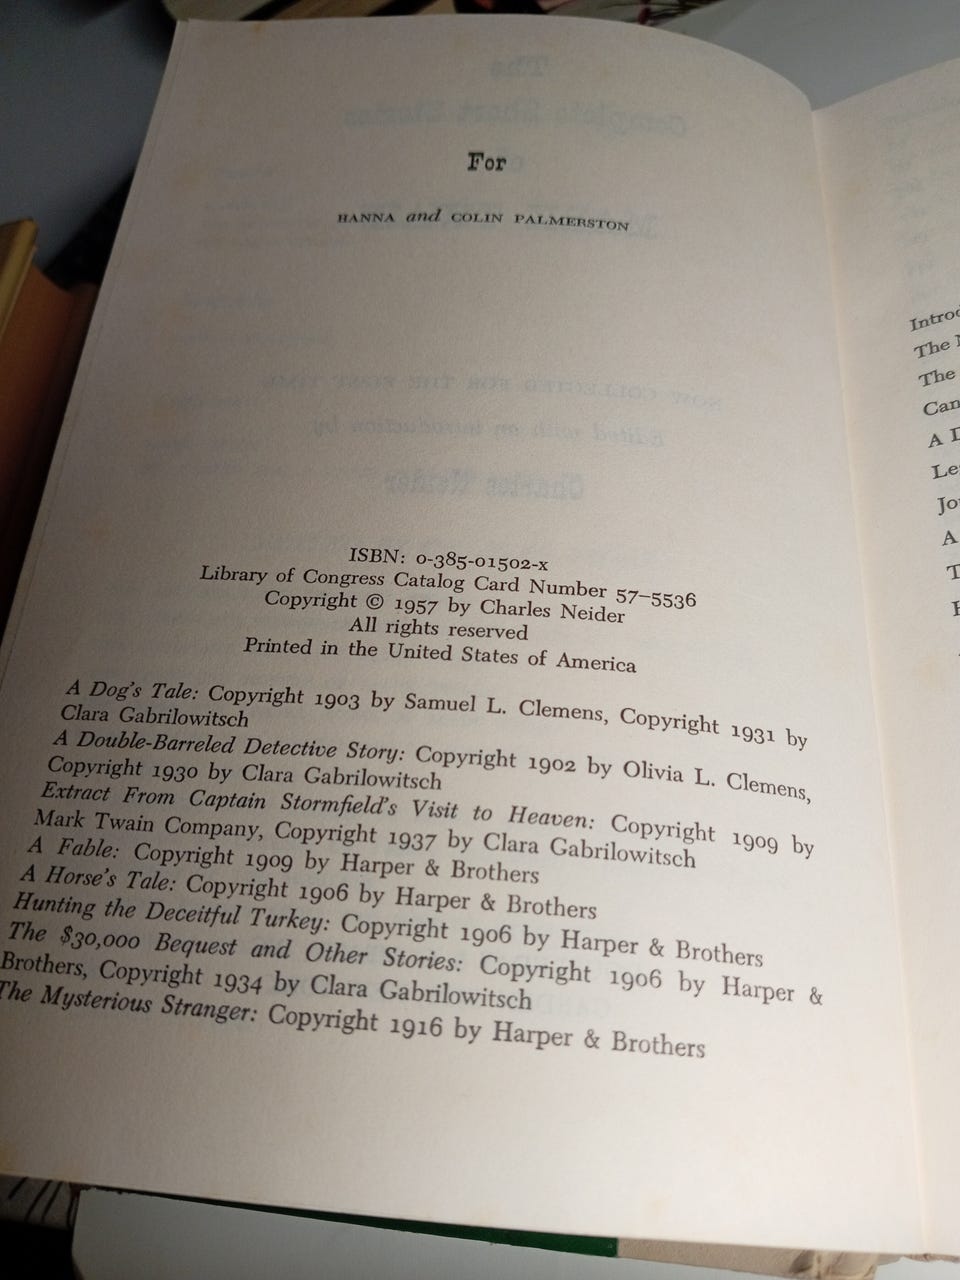 For
HANNA and COLIN PALMERSTON
ISBN: 0-385-01502-x
Library of Congress Catalog Card Number 57–5536
Copyright © 1957 by Charles Neider
All rights reserved
Printed in the United States of America
A Dog's Tale: Copyright 1903 by Samuel L. Clemens, Copyright 1931 by
Clara Gabrilowitsch
A Double-Barreled Detective Story: Copyright 1902 by Olivia L. Clemens,
Copyright 1930 by Clara Gabrilowitsch
Extract From Captain Stormfield's Visit to Heaven: Copyright 1909 by
Mark Twain Company, Copyright 1937 by Clara Gabrilowitsch
A Fable: Copyright 1909 by Harper & Brothers
A Horse's Tale: Copyright 1906 by Harper & Brothers
Hunting the Deceitful Turkey: Copyright 1906 by Harper & Brothers
The $30,000 Bequest and Other Stories: Copyright 1906 by Harper &
Brothers, Copyright 1934 by Clara Gabrilowitsch
The Mysterious Stranger: Copyright 1916 by Harper & Brothers
The
The
A
A